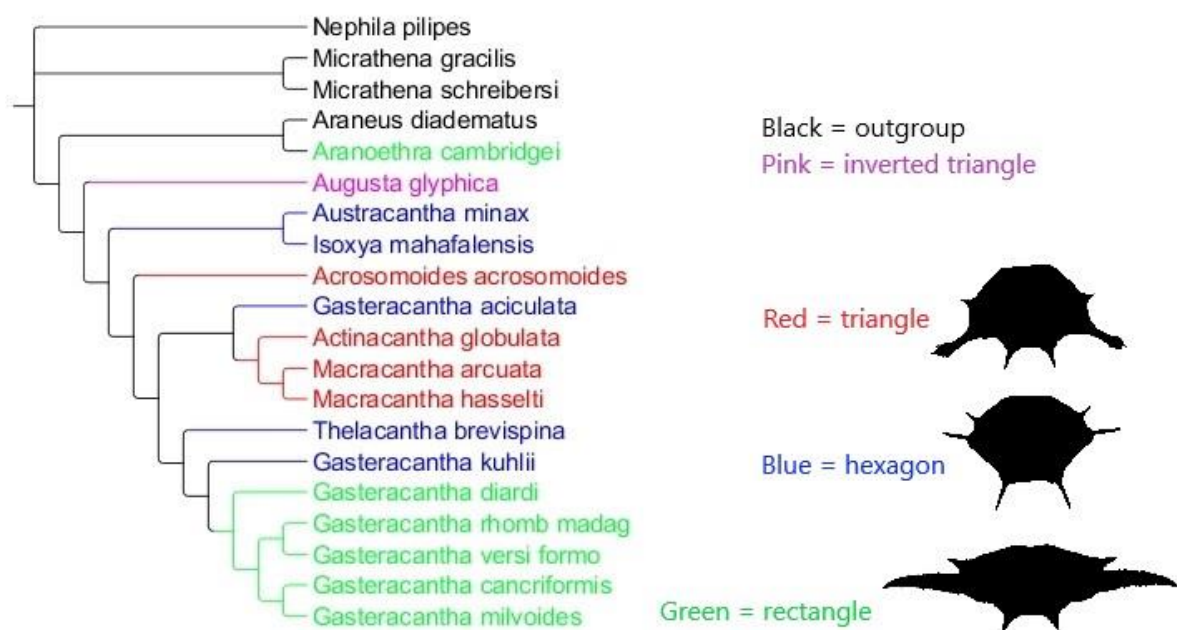 Nephila pilipes
Micrathena gracilis
Micrathena schreibersi
Araneus diadematus
Aranoethra cambridgei
Augusta glyphica
Austracantha minax
Isoxya mahafalensis
Acrosomoides acrosomoides
Gasteracantha aciculata
Actinacantha globulata
Macracantha arcuata
Macracantha hasselti
Thelacantha brevispina
Gasteracantha kuhlii
Gasteracantha diardi
Gasteracantha rhomb madag
Gasteracantha versi formo
Gasteracantha cancriformis
Gasteracantha milvoides
Black = outgroup
Pink = inverted triangle
Red = triangle
Blue = hexagon
Green = rectangle